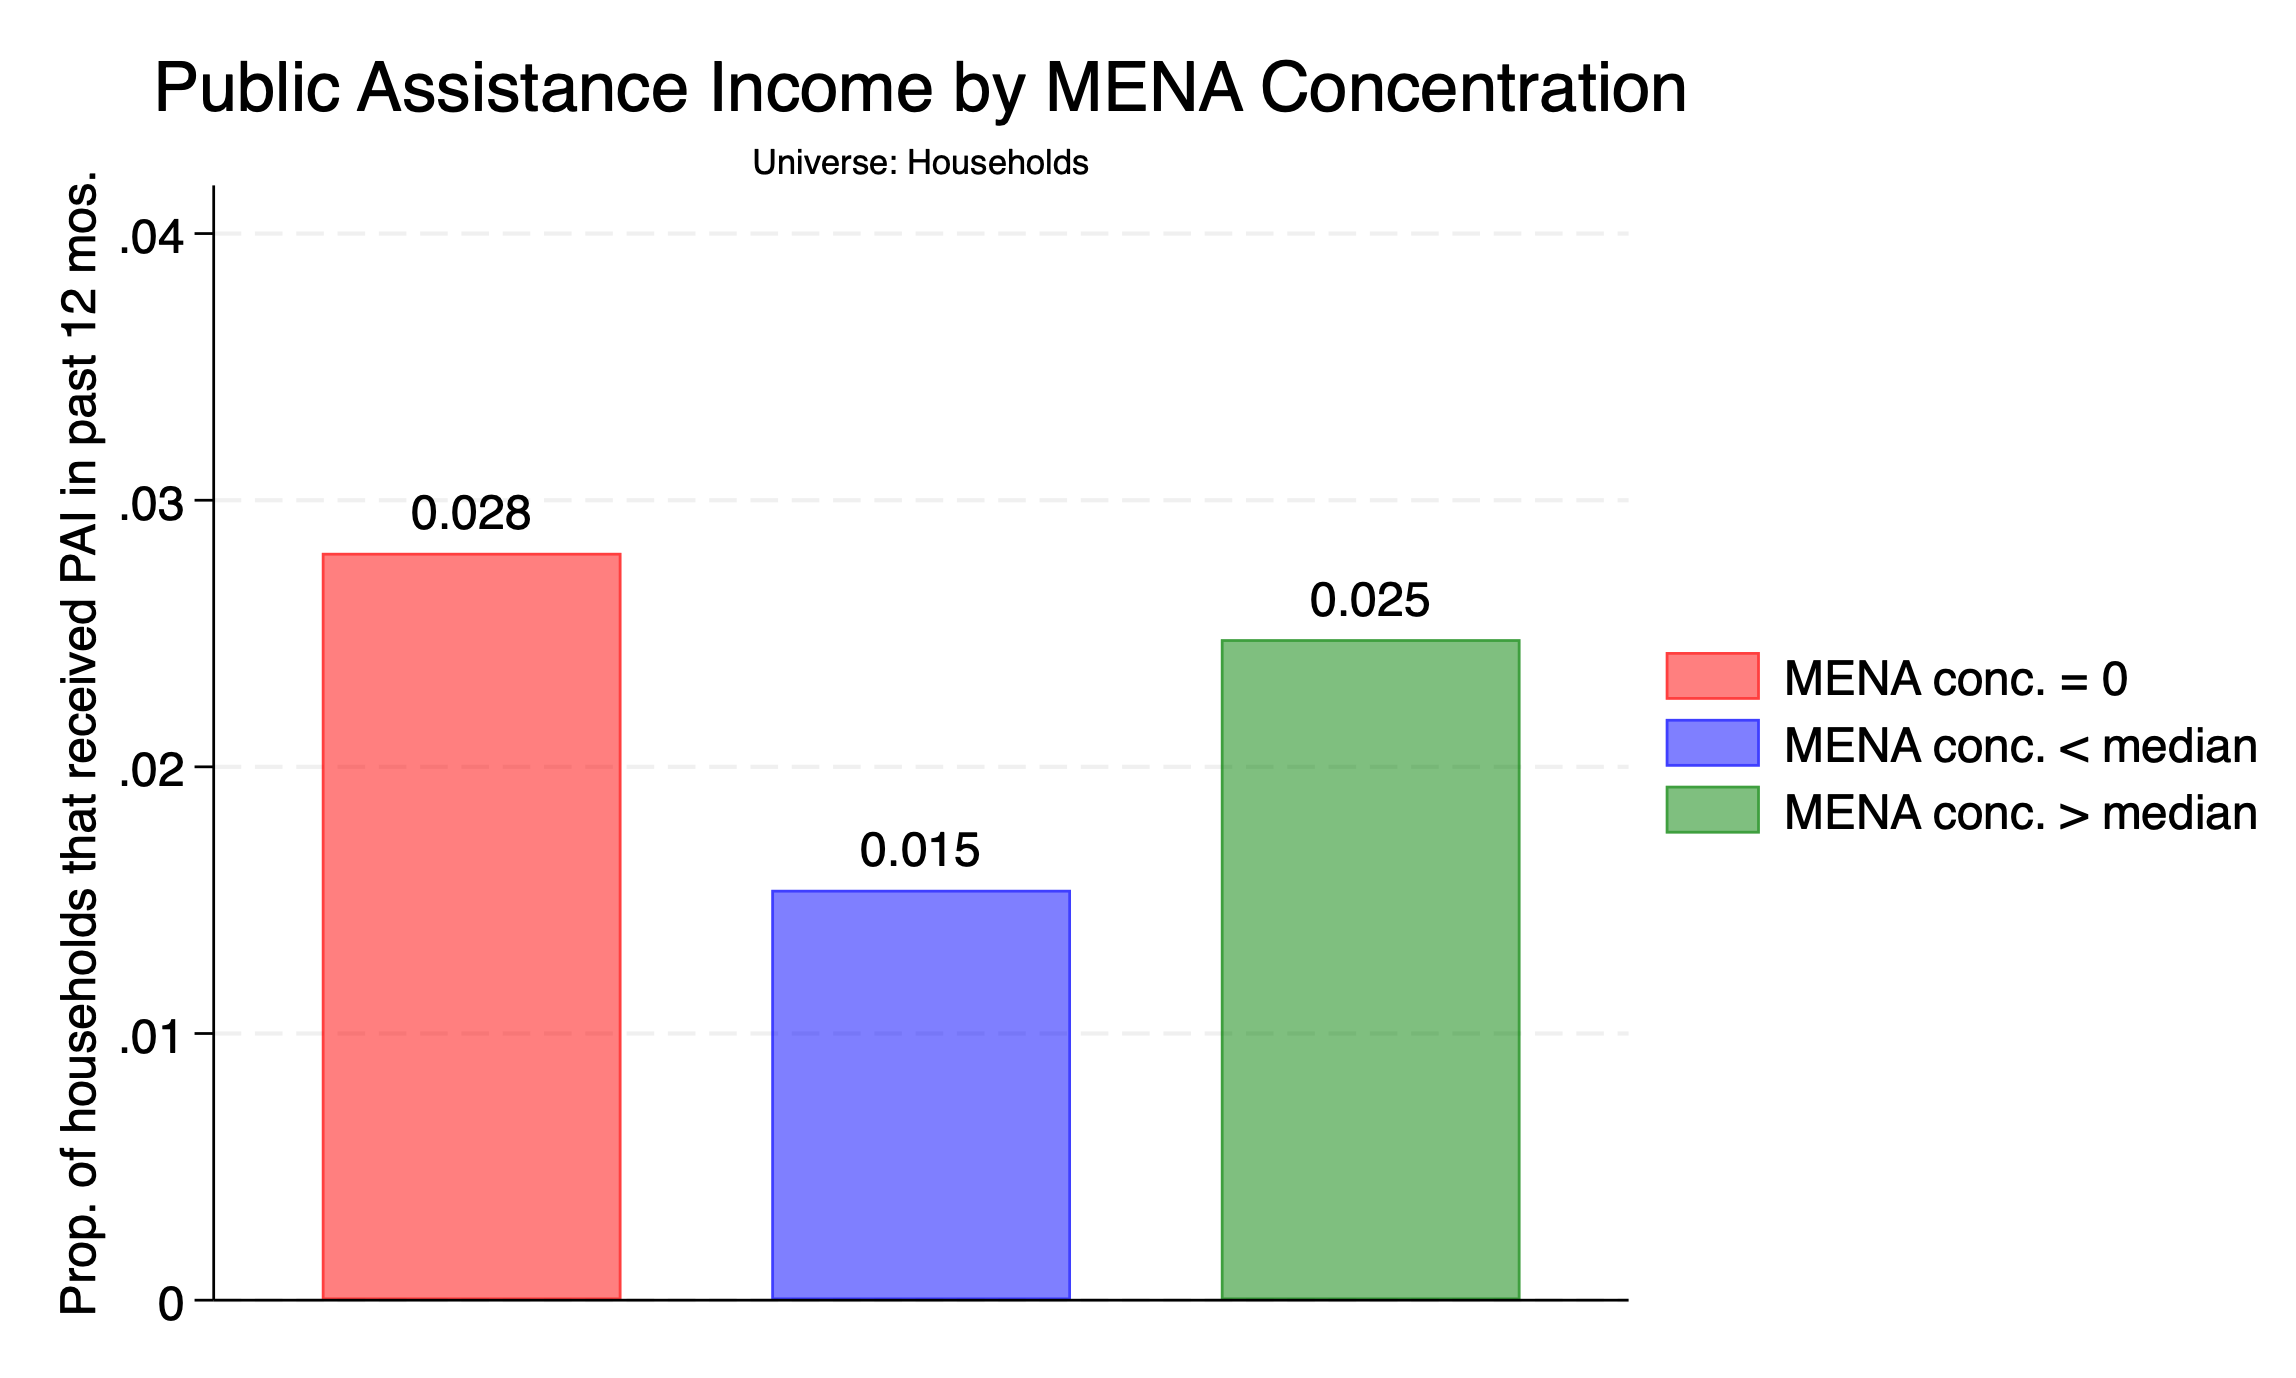 Public Assistance Income by MENA Concentration
Universe: Households
Prop. of households that received PAI in past 12 mos.
.04
.03
.02
.01
0
0.028
0.015
0.025
MENA conc. = 0
MENA conc. < median
MENA conc. > median